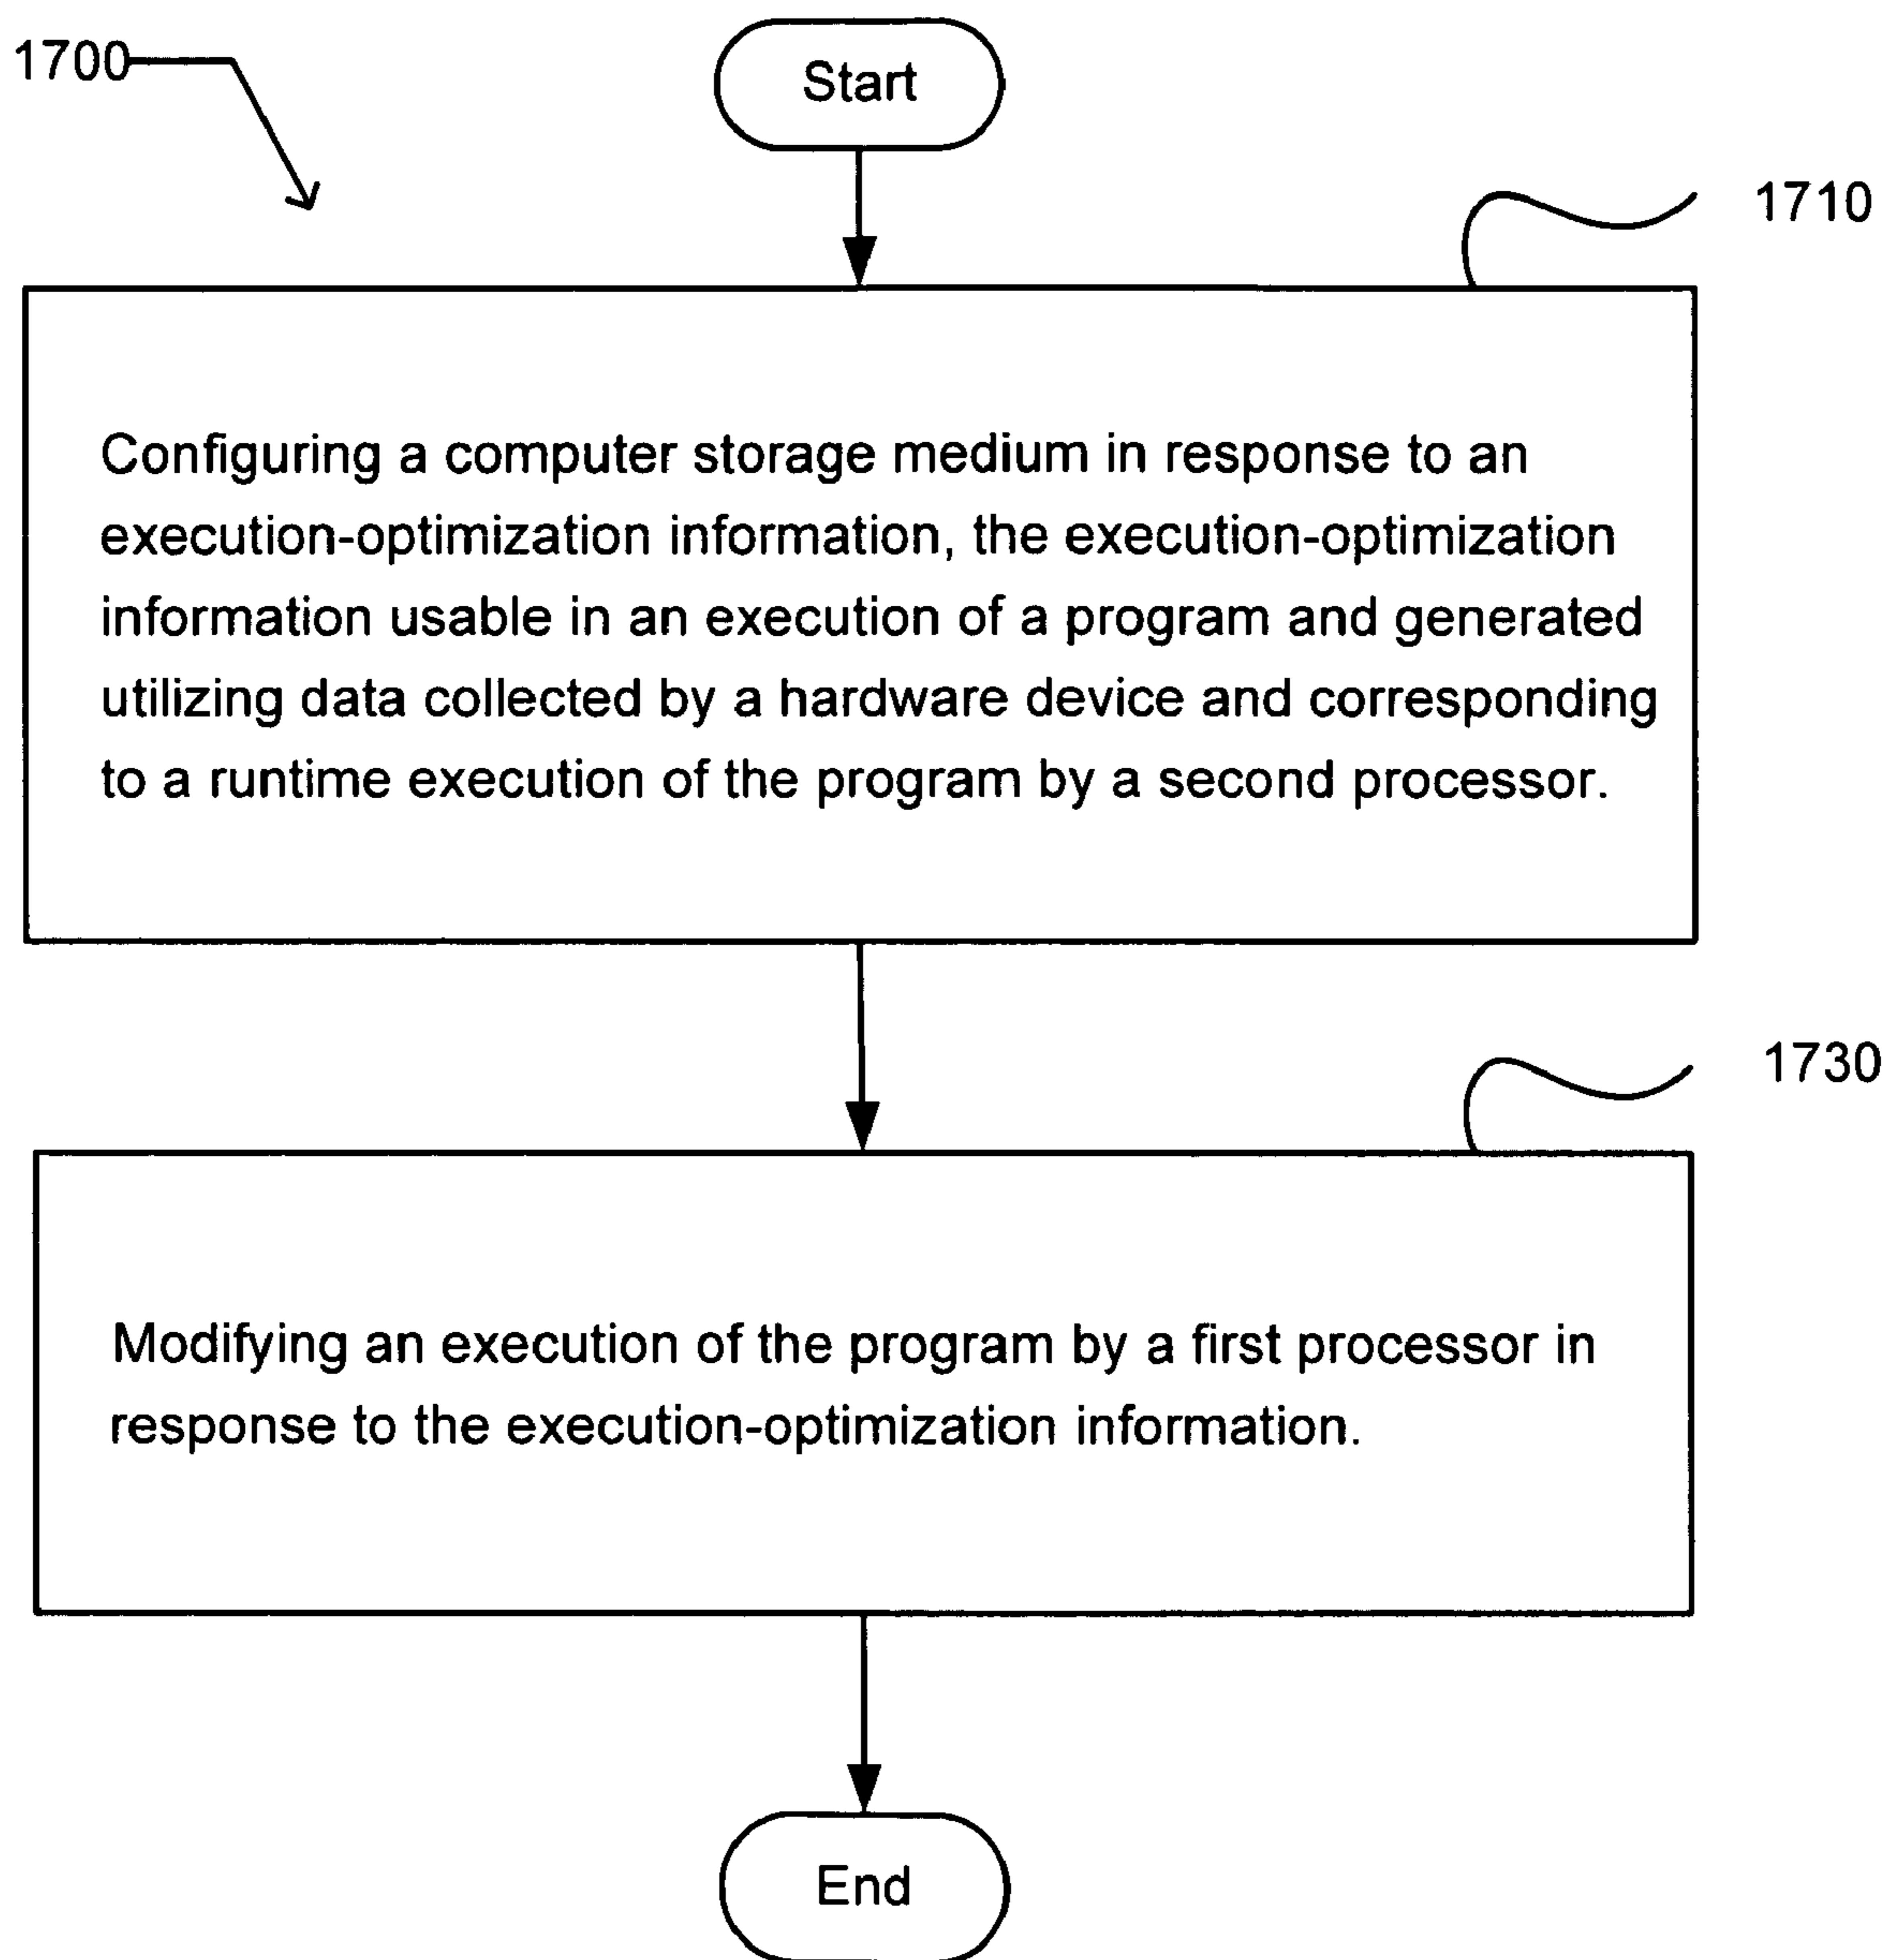 1700
Start
1710
Configuring a computer storage medium in response to an
execution-optimization information, the execution-optimization
information usable in an execution of a program and generated
utilizing data collected by a hardware device and corresponding
to a runtime execution of the program by a second processor.
1730
Modifying an execution of the program by a first processor in
response to the execution-optimization information.
End